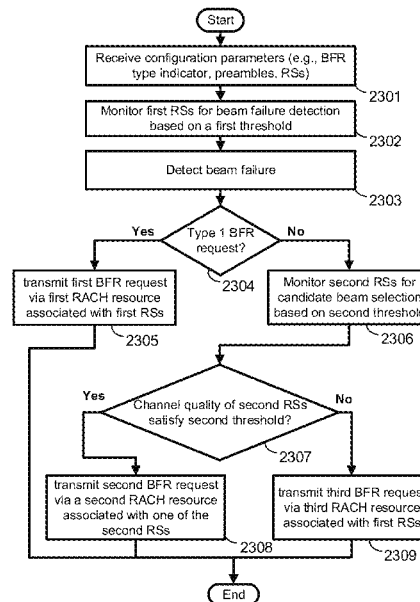 Start
Receive configuration parameters (e.g., BFR
type indicator, preambles, RSs)
2301
Monitor first RSs for beam failure detection
based on a first threshold
2302
Detect beam failure
2303
Yes
Type 1 BFR
request?
No
2304
transmit first BFR request
via first RACH resource
associated with first RSs
2305
Monitor second RSs for
candidate beam selection
based on second threshold
2306
Yes
Channel quality of second RSs
satisfy second threshold?
No
2307
transmit second BFR request
via a second RACH resource
associated with one of the
second RSs
2308
transmit third BFR request
via third RACH resource
associated with first RSs
2309
End